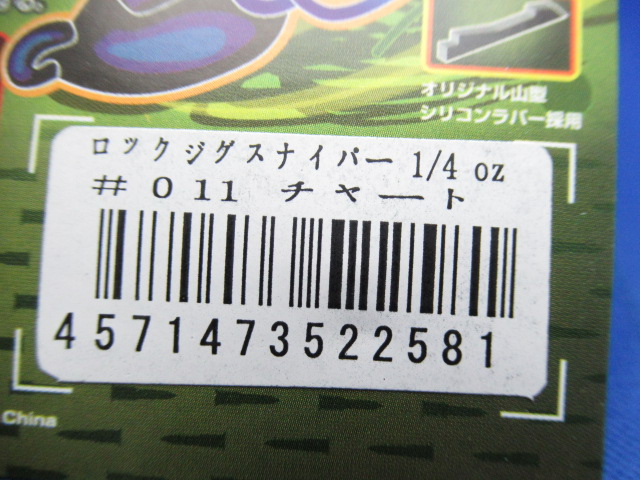 オリジナル山型
シリコンラバー採用
ロックジグスナイパー 1/4 oz
# 011 チャート
4571473522581
China